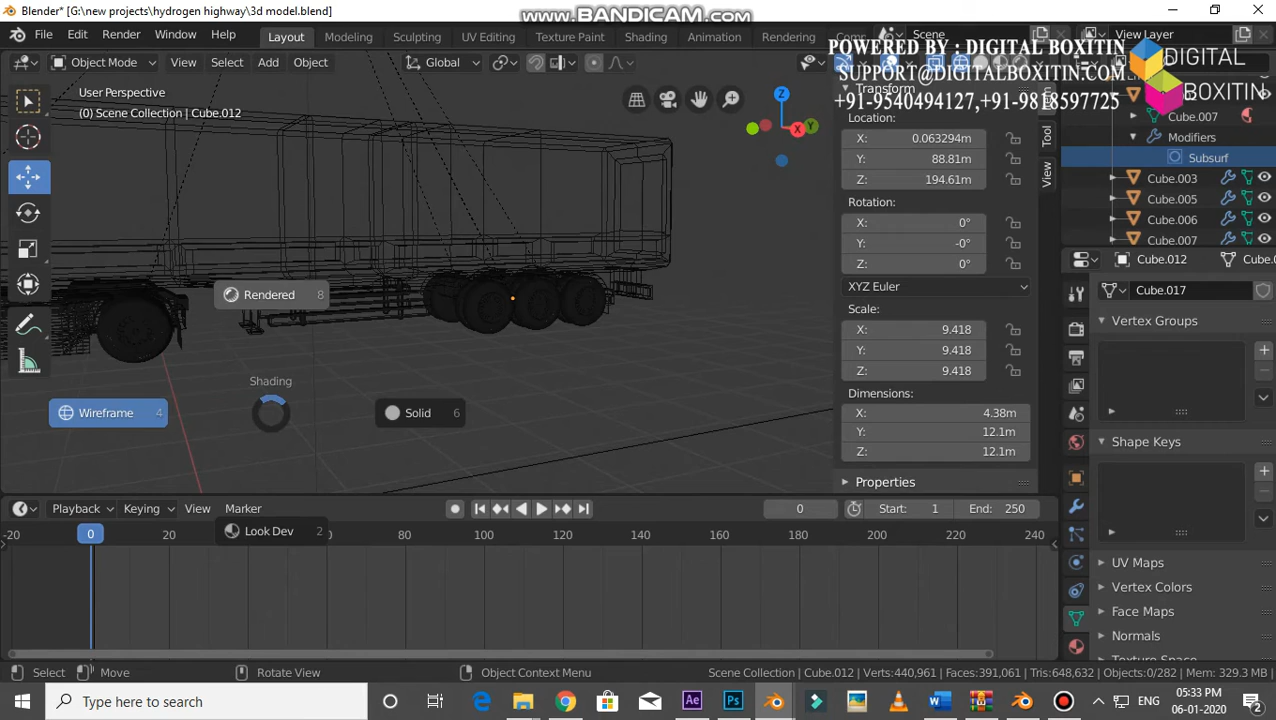 Blender* [G:\new projects\hydrogen highway\3d model.blend]
www.BANDICAM.com
File Edit Render Window Help
Layout Modeling Sculpting UV Editing Texture Paint Shading Animation Rendering
Scene
View Layer
POWERED BY : DIGITAL BOXITIN
SUPPORT@DIGITALBOXITIN.COM
+91-9540494127,+91-9818597725
DIGITAL
BOXITIN
Object Mode View Select Add Object Global
User Perspective
(0) Scene Collection | Cube.012
Z
X
Y
Transform
Location:
X: 0.063294m
Y: 88.81m
Z: 194.61m
Rotation:
X: 0°
Y: -0°
Z: 0°
XYZ Euler
Scale:
X: 9.418
Y: 9.418
Z: 9.418
Dimensions:
X: 4.38m
Y: 12.1m
Z: 12.1m
Properties
Tool
View
Cube.007
Modifiers
Subsurf
Cube.003
Cube.005
Cube.006
Cube.007
Cube.012
Cube.0
Cube.017
Vertex Groups
Shape Keys
UV Maps
Vertex Colors
Face Maps
Normals
Texture Space
Rendered 8
Shading
Wireframe 4
Solid 6
Look Dev 2
Playback Keying View Marker
0
Start: 1
End: 250
-20 0 20 80 100 120 140 160 180 200 220 240
Select
Move
Rotate View
Object Context Menu
Scene Collection | Cube.012 | Verts:440,961 | Faces:391,061 | Tris:648,632 | Objects:0/282 | Mem: 329.3 MB
Type here to search
Ae
Ps
ENG
05:33 PM
06-01-2020
2